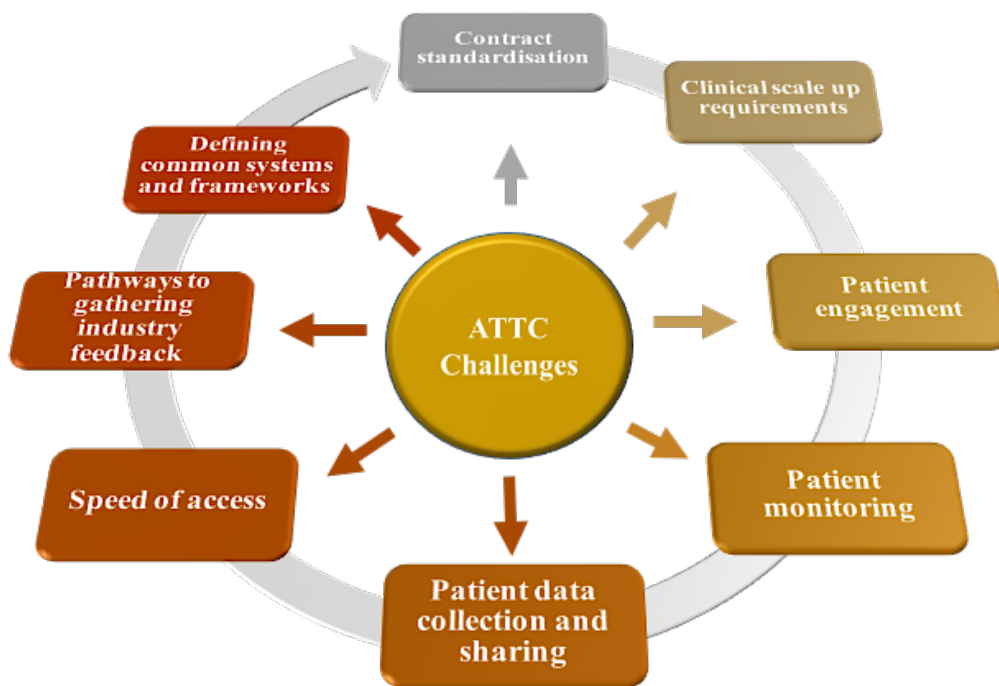 Contract
standardisation
Clinical scale up
requirements
Patient
engagement
Patient
monitoring
Patient data
collection and
sharing
Speed of access
Pathways to
gathering
industry
feedback
Defining
common systems
and frameworks
ATTC
Challenges